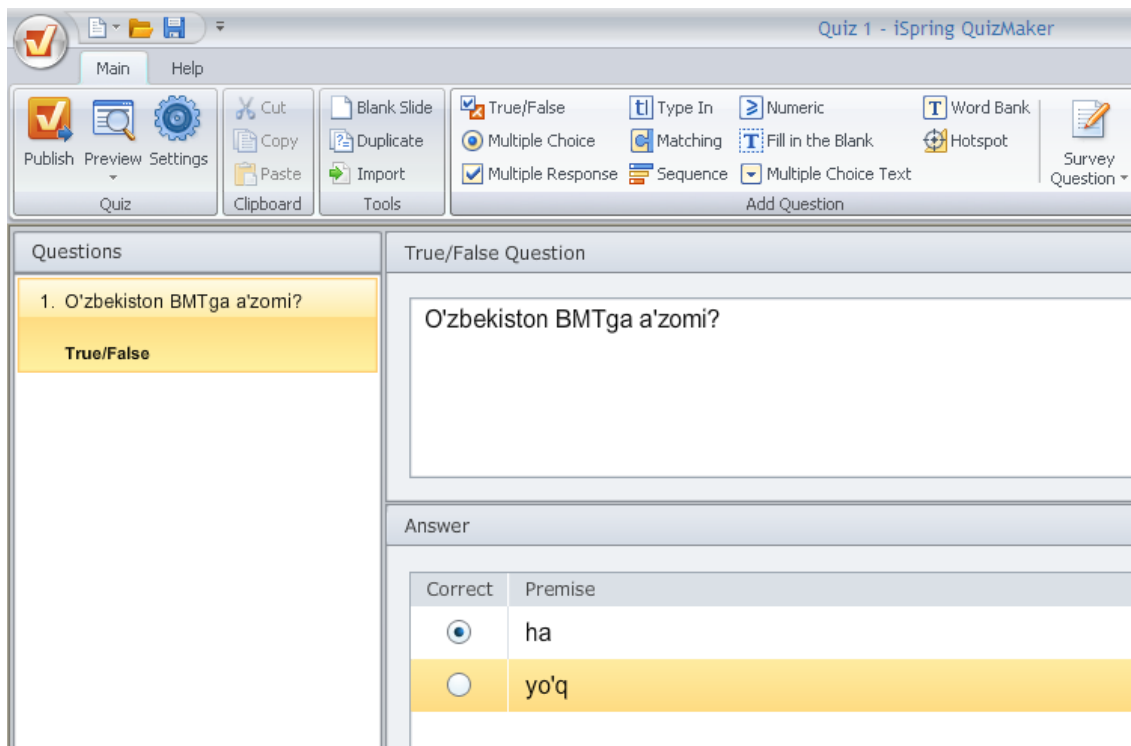 Quiz 1 - iSpring QuizMaker
Main Help
Publish Preview Settings
Quiz
Cut
Copy
Paste
Clipboard
Blank Slide
Duplicate
Import
Tools
True/False Type In Numeric Word Bank
Multiple Choice Matching Fill in the Blank Hotspot
Multiple Response Sequence Multiple Choice Text
Add Question
Survey
Question
Questions
1. O'zbekiston BMTga a'zomi?
True/False
True/False Question
O'zbekiston BMTga a'zomi?
Answer
Correct Premise
ha
yo'q